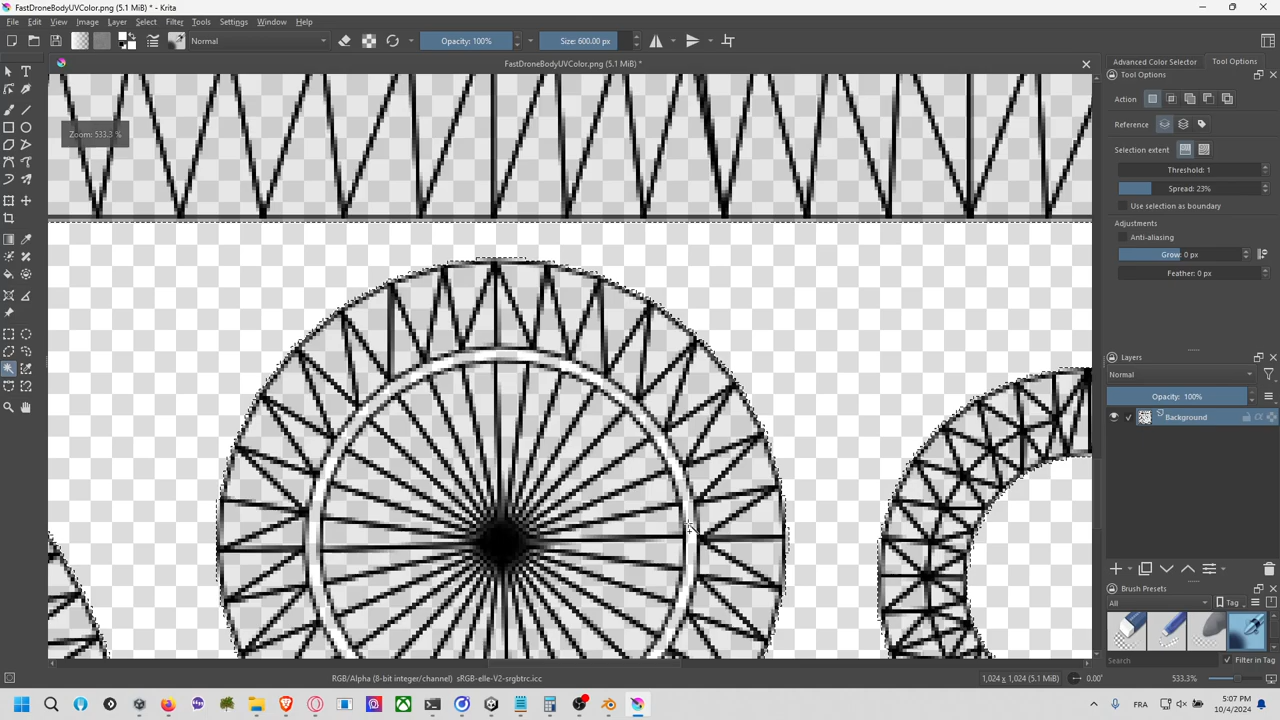 FastDroneBodyUVColor.png (5.1 MiB) * - Krita
File Edit View Image Layer Select Filter Tools Settings Window Help
Normal
Opacity: 100%
Size: 600.00 px
FastDroneBodyUVColor.png (5.1 MiB) *
Zoom: 533.3 %
Advanced Color Selector
Tool Options
Tool Options
Action
Reference
Selection extent
Threshold: 1
Spread: 23%
Use selection as boundary
Adjustments
Anti-aliasing
Grow: 0 px
Feather: 0 px
Layers
Normal
Opacity: 100%
Background
Brush Presets
All
Tag
Search
Filter in Tag
RGB/Alpha (8-bit integer/channel) sRGB-elle-V2-srgbtrc.icc
1,024 x 1,024 (5.1 MiB)
0.00°
533.3%
FRA
5:07 PM
10/4/2024